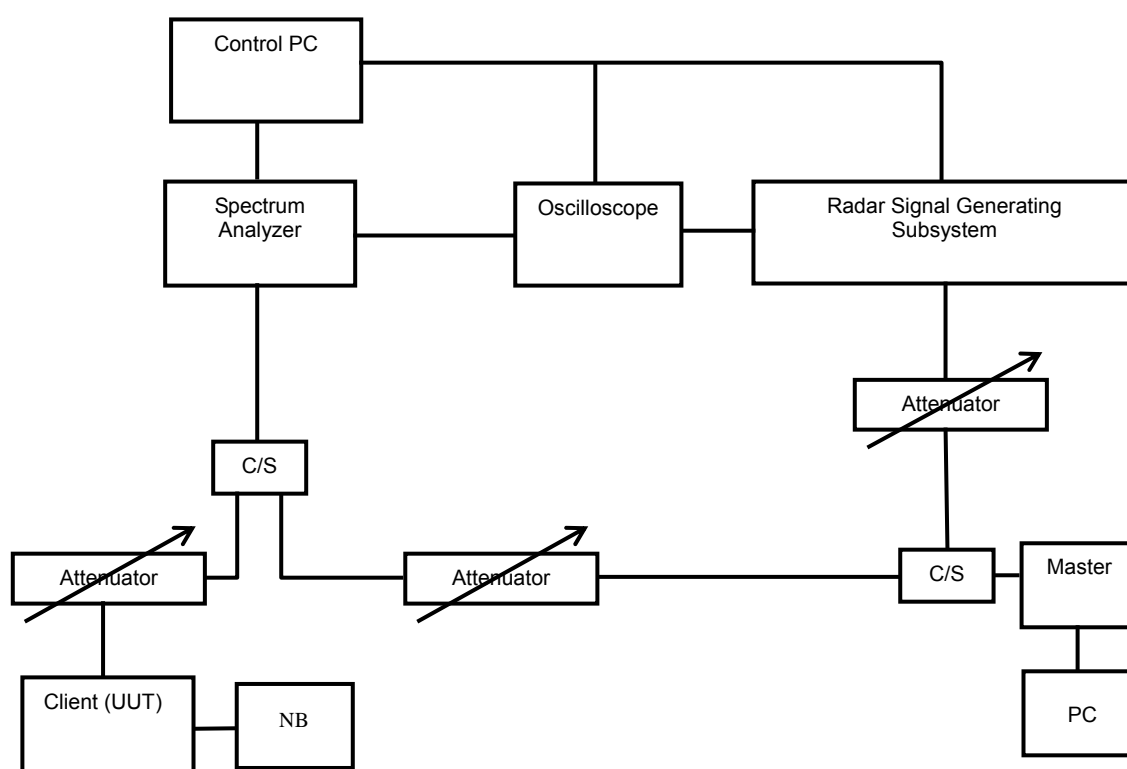 Control PC
Spectrum
Analyzer
Oscilloscope
Radar Signal Generating
Subsystem
Attenuator
C/S
Attenuator
Attenuator
C/S
Master
Client (UUT)
NB
PC